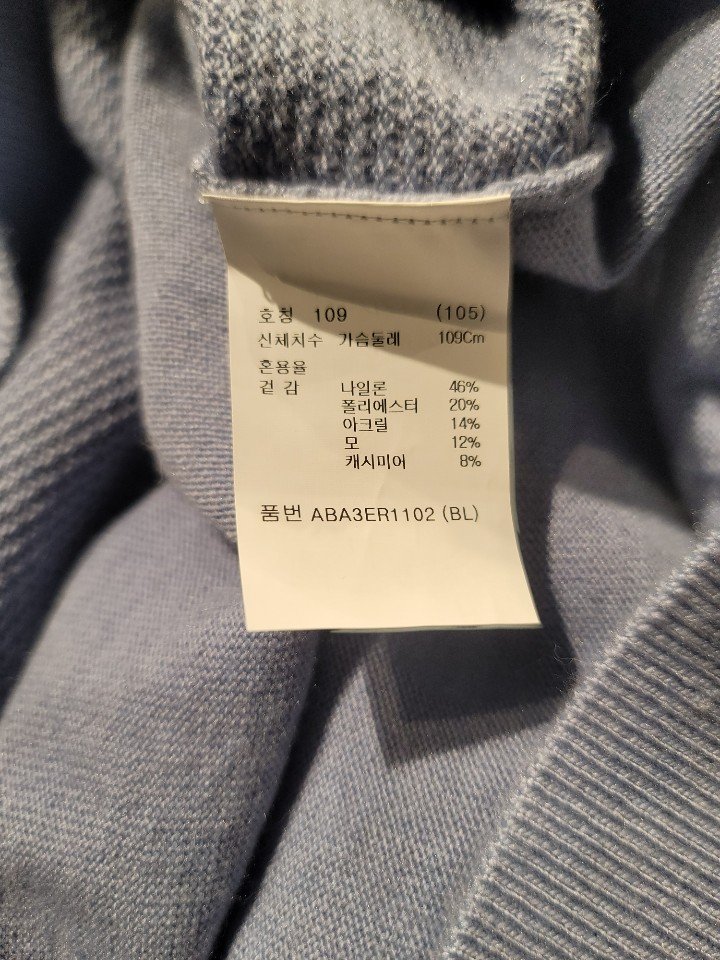 호칭 109 (105)
신체치수 가슴둘레 109Cm
혼용율
겉감 나일론 46%
폴리에스터 20%
아크릴 14%
모 12%
캐시미어 8%
품번 ABA3ER1102 (BL)